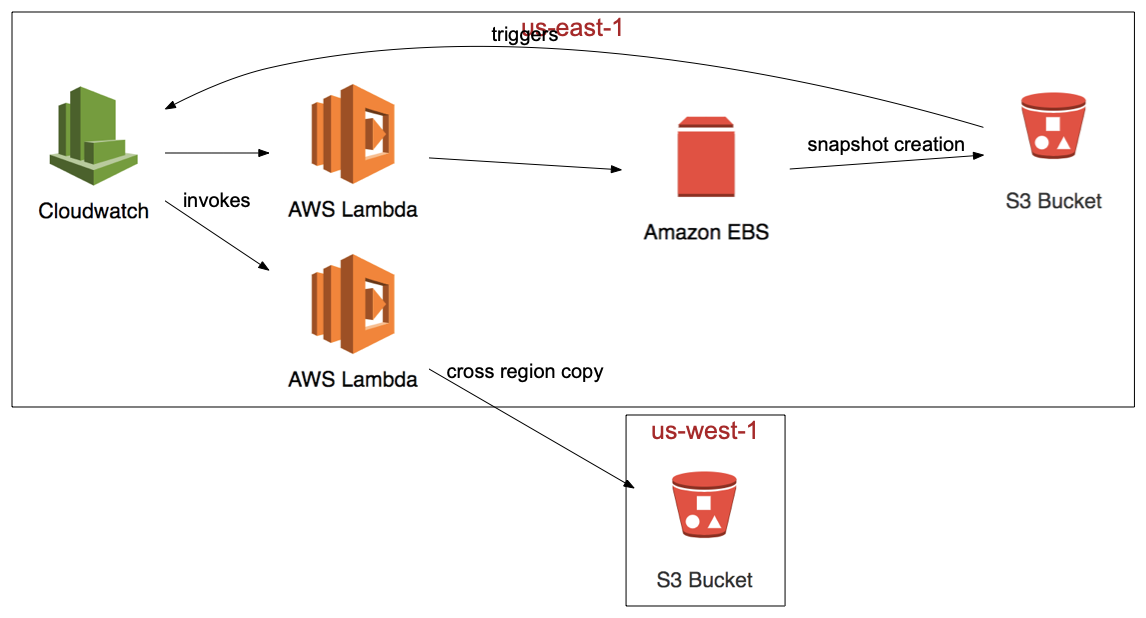 us-east-1
triggers
snapshot creation
S3 Bucket
invokes
Cloudwatch
AWS Lambda
Amazon EBS
AWS Lambda
cross region copy
us-west-1
S3 Bucket